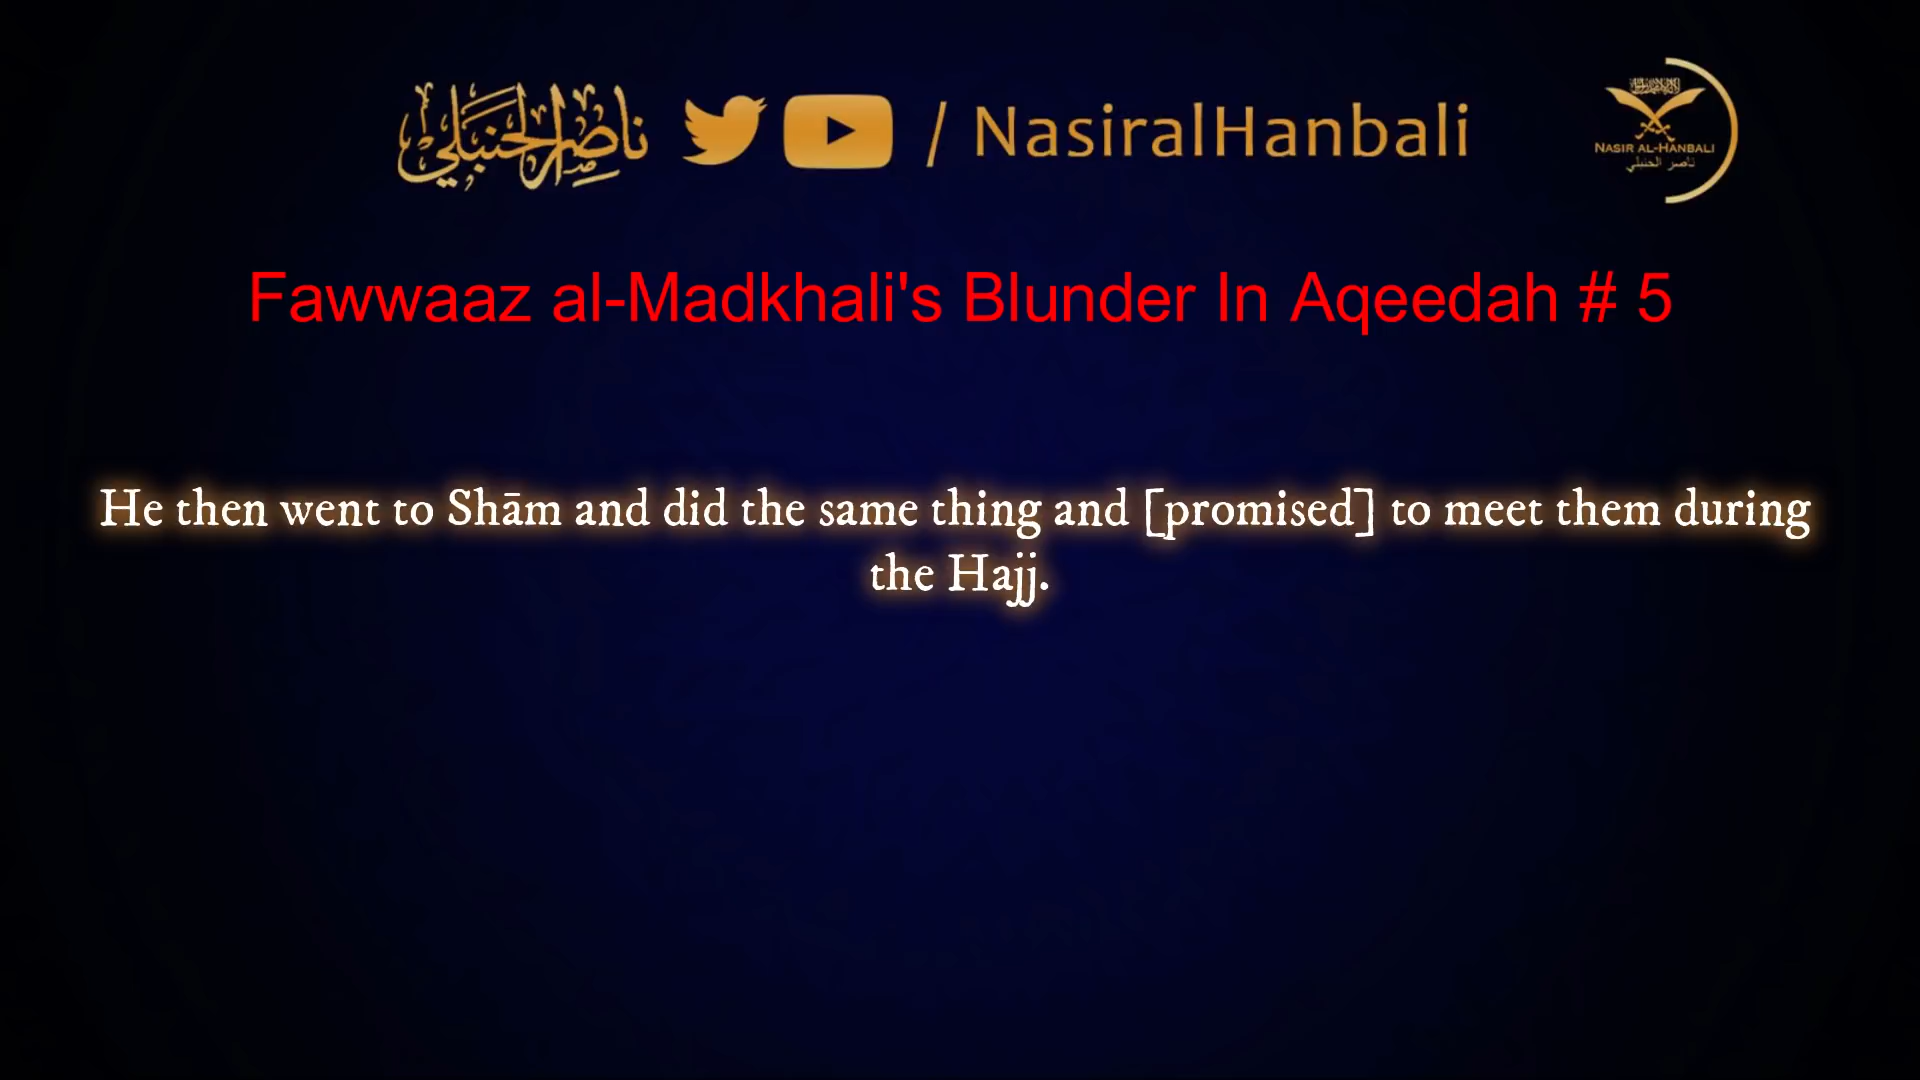 ناصر الحنبلي / NasiralHanbali
NASIR AL-HANBALI
ناصر الحنبلي
Fawwaaz al-Madkhali's Blunder In Aqeedah # 5
He then went to Shām and did the same thing and [promised] to meet them during
the Hajj.